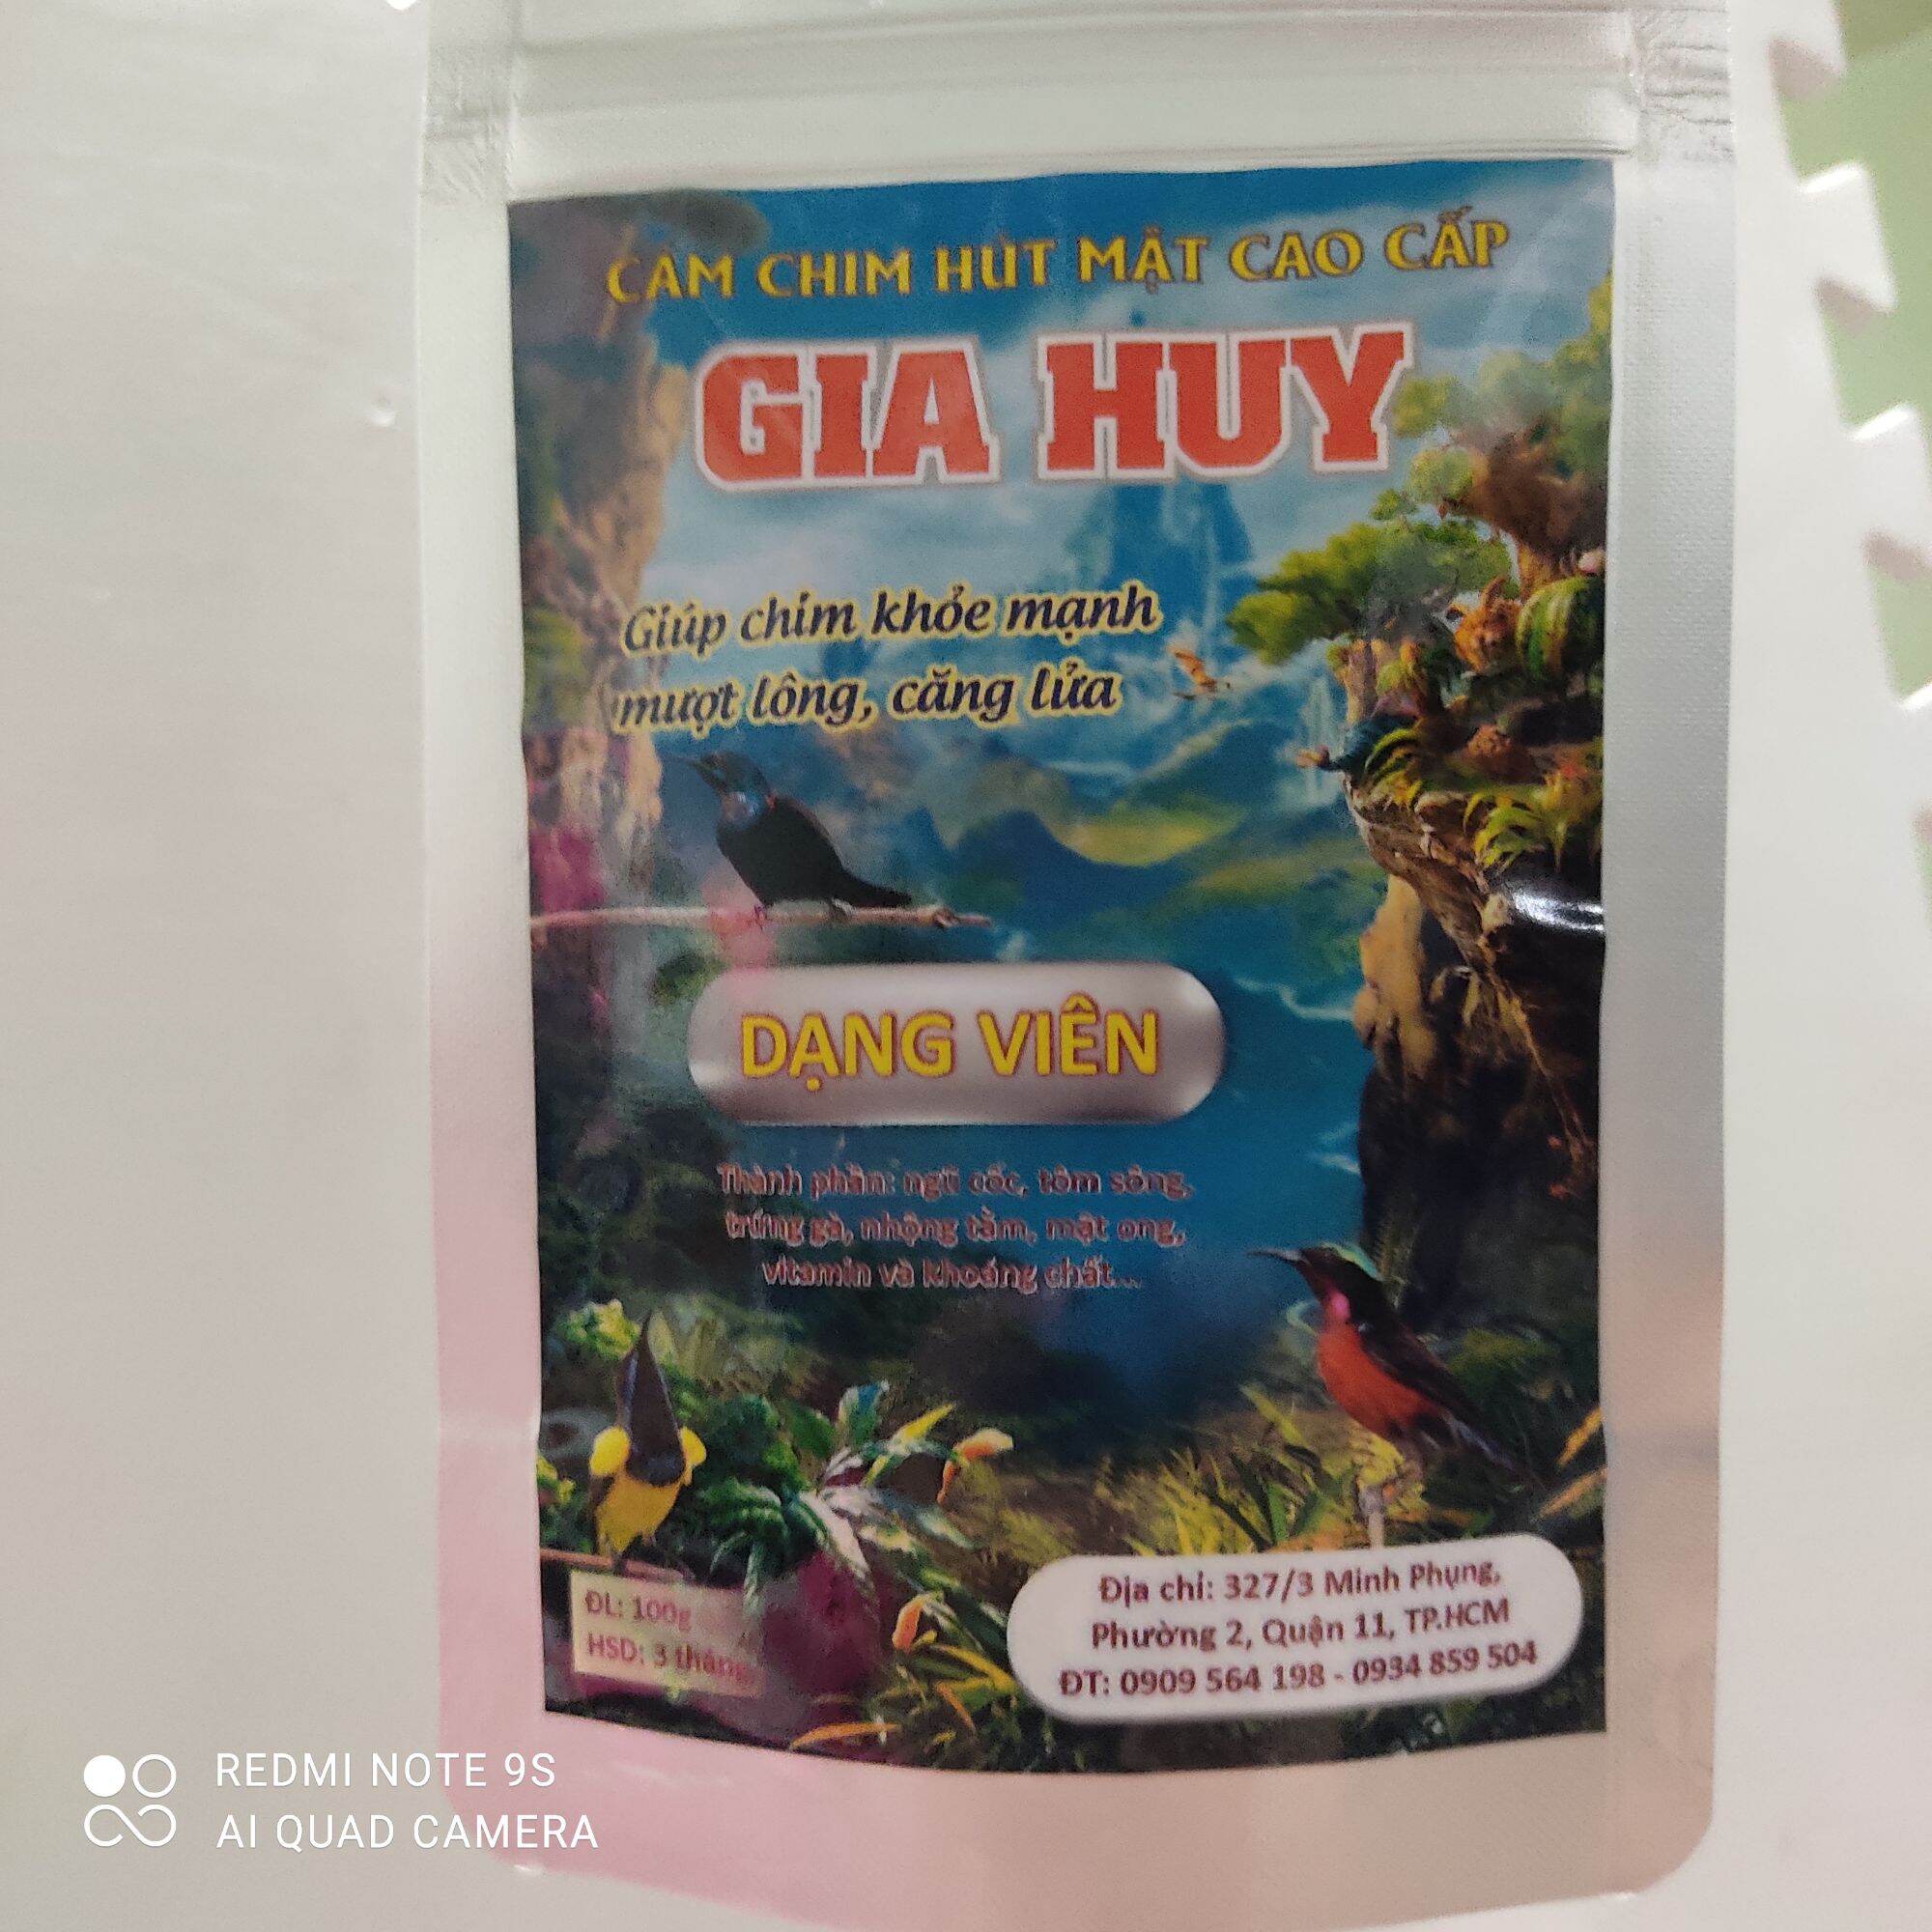 CÁM CHIM HÚT MẬT CAO CẤP
GIA HUY
Giúp chim khỏe mạnh
mượt lông, căng lửa
DẠNG VIÊN
Thành phần: ngũ cốc, tôm sông,
trứng gà, nhộng tằm, mật ong,
vitamin và khoáng chất...
ĐL: 100g
HSD: 3 tháng
Địa chỉ: 327/3 Minh Phụng,
Phường 2, Quận 11, TP.HCM
ĐT: 0909 564 198 - 0934 859 504
REDMI NOTE 9S
AI QUAD CAMERA